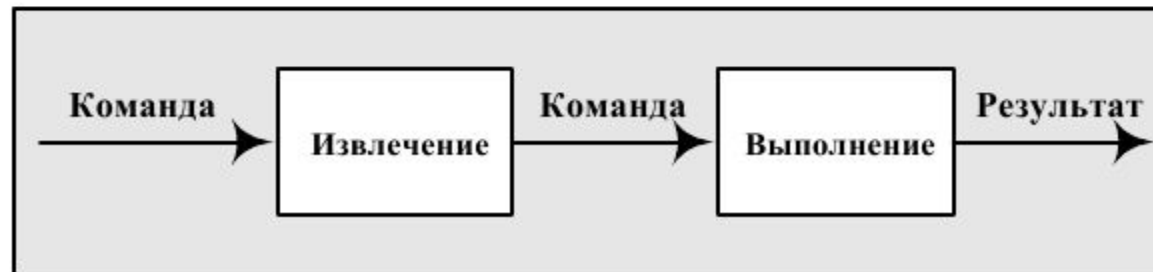 Команда
Извлечение
Команда
Выполнение
Результат